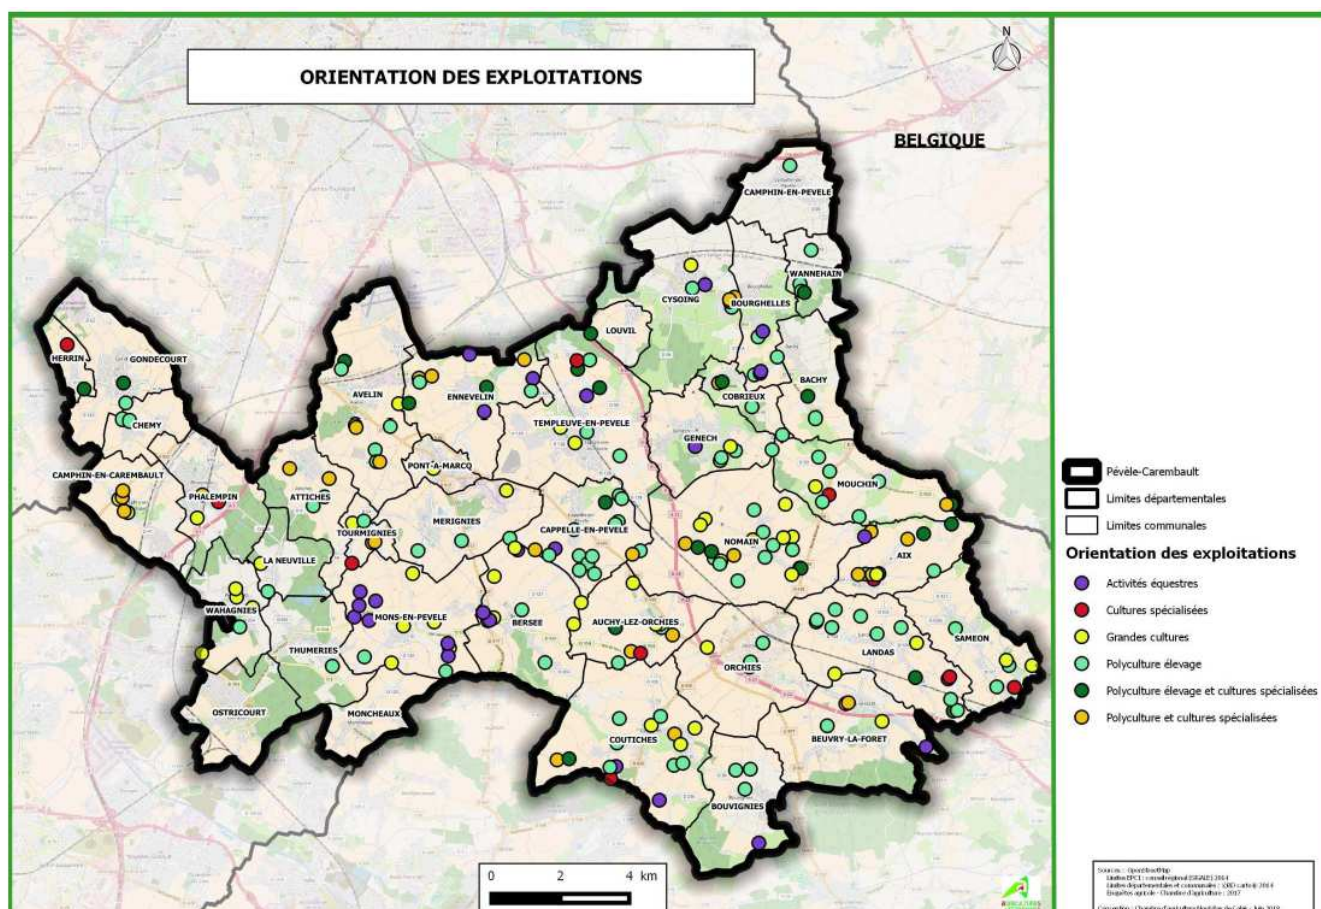 ORIENTATION DES EXPLOITATIONS
N
BELGIQUE
CAMPHIN-EN-PEVELE
WANNEHAIN
CYSOING
BOURGHELLES
LOUVIL
HERRIN
GONDECOURT
BACHY
AVELIN
ENNEVELIN
COBRIEUX
CHEMY
TEMPLEUVE-EN-PEVELE
GENECH
PONT-A-MARCQ
CAMPHIN-EN-CAREMBAULT
PHALEMPIN
ATTICHES
MOUCHIN
MERIGNIES
CAPPELLE-EN-PEVELE
TOURMIGNIES
NOMAIN
AIX
LA NEUVILLE
WAHAGNIES
MONS-EN-PEVELE
BERSEE
AUCHY-LEZ-ORCHIES
SAMEON
THUMERIES
LANDAS
ORCHIES
OSTRICOURT
MONCHEAUX
COUTICHES
BEUVRY-LA-FORET
BOUVIGNIES
0 2 4 km
Pévèle-Carembault
Limites départementales
Limites communales
Orientation des exploitations
Activités équestres
Cultures spécialisées
Grandes cultures
Polyculture élevage
Polyculture élevage et cultures spécialisées
Polyculture et cultures spécialisées